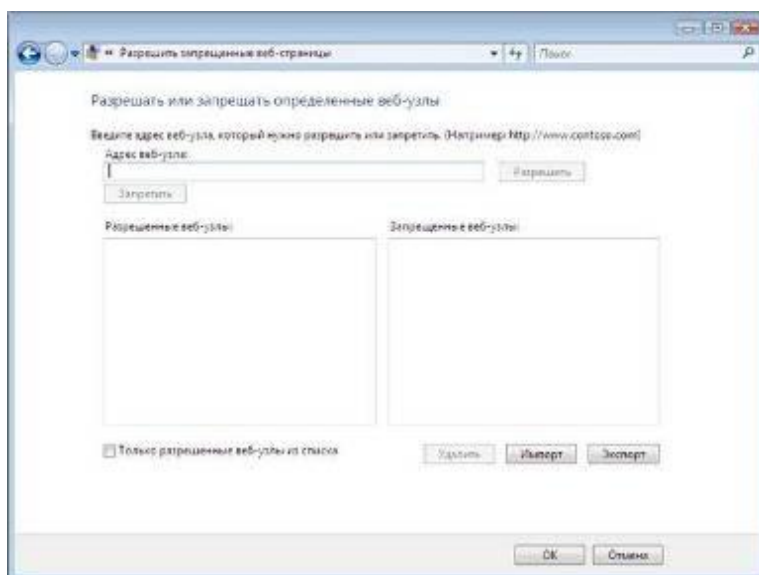 « Разрешить запрещенные веб-страницы
Поиск
Разрешать или запрещать определенные веб-узлы
Введите адрес веб-узла, который нужно разрешить или запретить. (Например: http://www.contoso.com)
Адрес веб-узла:
Разрешить
Запретить
Разрешенные веб-узлы: Запрещенные веб-узлы:
Только разрешенные веб-узлы из списка
Удалить Импорт Экспорт
ОК Отмена